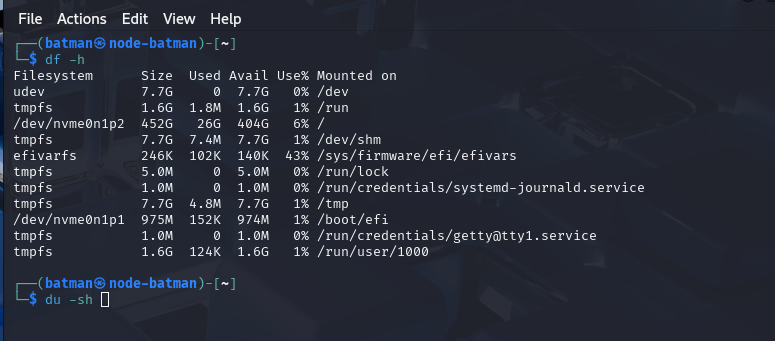 File Actions Edit View Help
┌──(batman㉿node-batman)-[~]
└─$ df -h
Filesystem      Size  Used Avail Use% Mounted on
udev            7.7G     0  7.7G   0% /dev
tmpfs           1.6G  1.8M  1.6G   1% /run
/dev/nvme0n1p2  452G   26G  404G   6% /
tmpfs           7.7G  7.4M  7.7G   1% /dev/shm
efivarfs        246K  102K  140K  43% /sys/firmware/efi/efivars
tmpfs           5.0M     0  5.0M   0% /run/lock
tmpfs           1.0M     0  1.0M   0% /run/credentials/systemd-journald.service
tmpfs           7.7G  4.8M  7.7G   1% /tmp
/dev/nvme0n1p1  975M  152K  974M   1% /boot/efi
tmpfs           1.0M     0  1.0M   0% /run/credentials/getty@tty1.service
tmpfs           1.6G  124K  1.6G   1% /run/user/1000
┌──(batman㉿node-batman)-[~]
└─$ du -sh